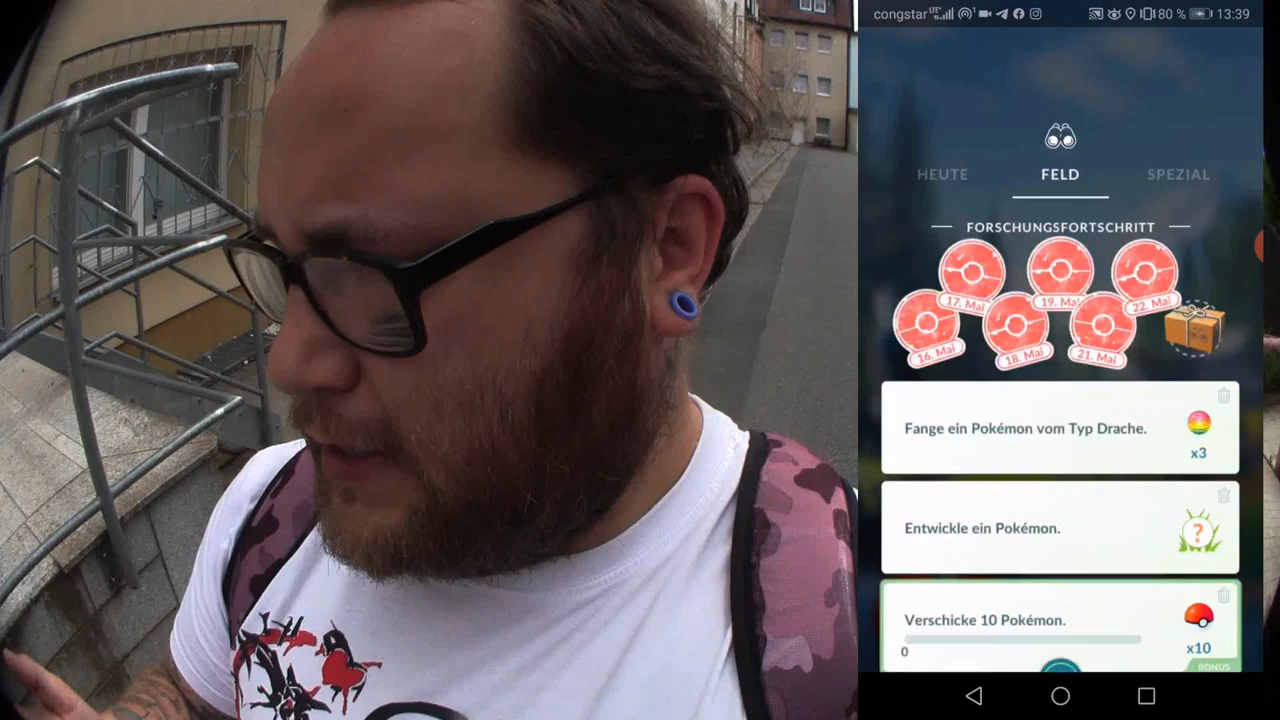 congstar LTE 80 % 13:39
HEUTE FELD SPEZIAL
FORSCHUNGSFORTSCHRITT
17. Mai 19. Mai 22. Mai
16. Mai 18. Mai 21. Mai
Fange ein Pokémon vom Typ Drache.
x3
Entwickle ein Pokémon.
?
Verschicke 10 Pokémon.
0
x10
BONUS